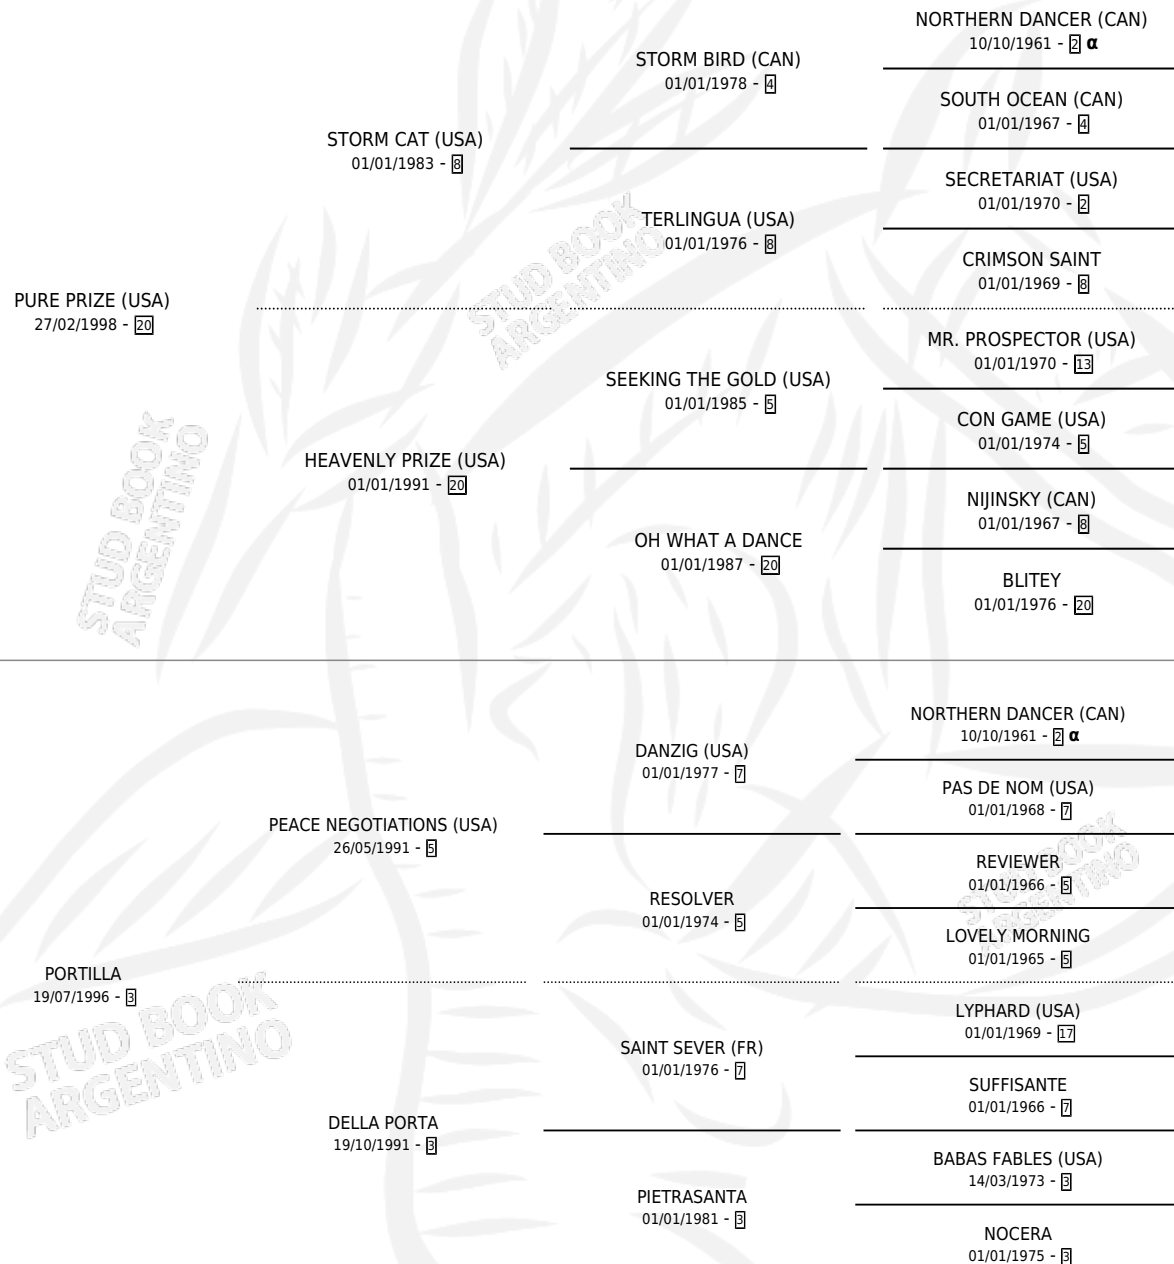 NORTHERN DANCER (CAN)
10/10/1961 - 2 α
STORM BIRD (CAN)
01/01/1978 - 4
SOUTH OCEAN (CAN)
01/01/1967 - 4
STORM CAT (USA)
01/01/1983 - 8
SECRETARIAT (USA)
01/01/1970 - 2
TERLINGUA (USA)
01/01/1976 - 8
CRIMSON SAINT
01/01/1969 - 8
PURE PRIZE (USA)
27/02/1998 - 20
MR. PROSPECTOR (USA)
01/01/1970 - 13
SEEKING THE GOLD (USA)
01/01/1985 - 5
CON GAME (USA)
01/01/1974 - 5
HEAVENLY PRIZE (USA)
01/01/1991 - 20
NIJINSKY (CAN)
01/01/1967 - 8
OH WHAT A DANCE
01/01/1987 - 20
BLITEY
01/01/1976 - 20
NORTHERN DANCER (CAN)
10/10/1961 - 2 α
DANZIG (USA)
01/01/1977 - 7
PAS DE NOM (USA)
01/01/1968 - 7
PEACE NEGOTIATIONS (USA)
26/05/1991 - 5
REVIEWER
01/01/1966 - 5
RESOLVER
01/01/1974 - 5
LOVELY MORNING
01/01/1965 - 5
PORTILLA
19/07/1996 - 3
LYPHARD (USA)
01/01/1969 - 17
SAINT SEVER (FR)
01/01/1976 - 7
SUFFISANTE
01/01/1966 - 7
DELLA PORTA
19/10/1991 - 3
BABAS FABLES (USA)
14/03/1973 - 3
PIETRASANTA
01/01/1981 - 3
NOCERA
01/01/1975 - 3
STUD BOOK
ARGENTINO
STUD BOOK
ARGENTINO
STUD BOOK
ARGENTINO
STUD BOOK
ARGENTINO